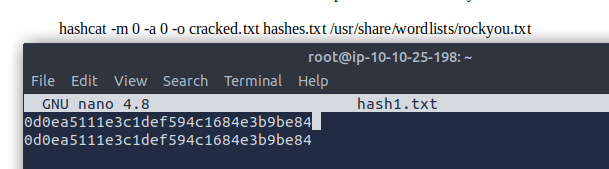 hashcat -m 0 -a 0 -o cracked.txt hashes.txt /usr/share/wordlists/rockyou.txt
root@ip-10-10-25-198: ~
File Edit View Search Terminal Help
GNU nano 4.8 hash1.txt
0d0ea5111e3c1def594c1684e3b9be84
0d0ea5111e3c1def594c1684e3b9be84